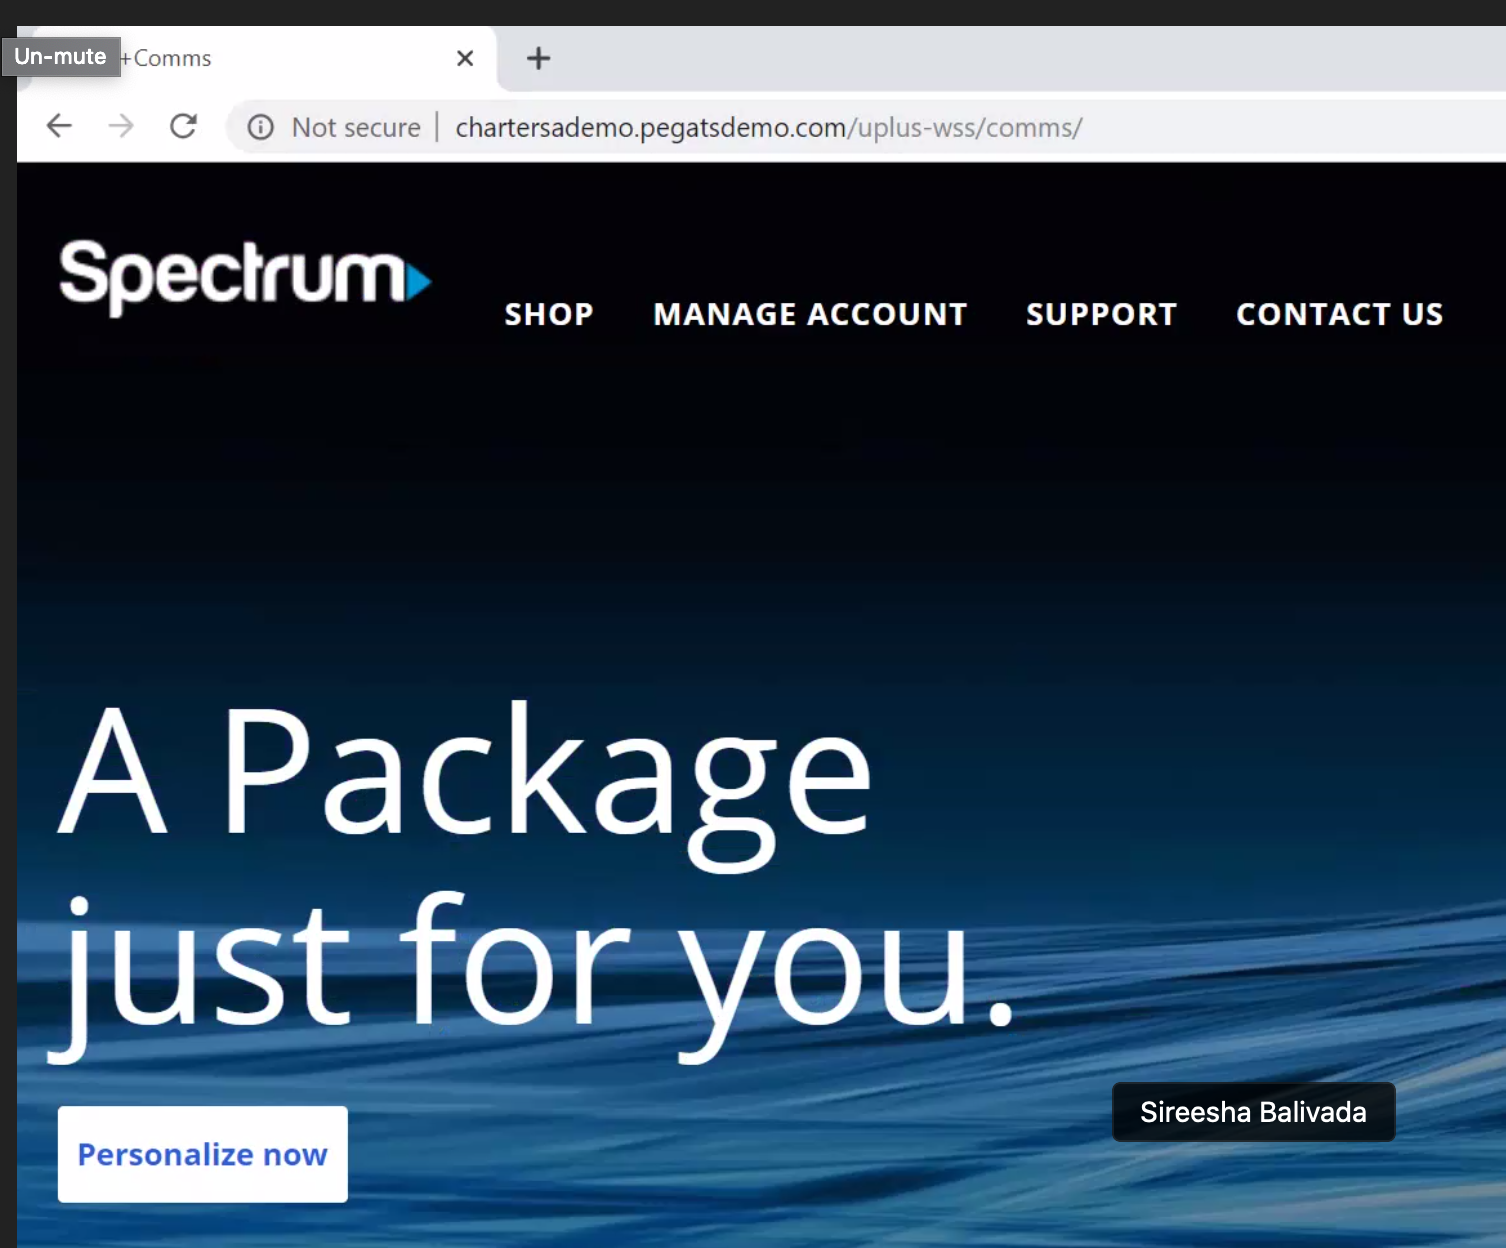 Un-mute
+Comms
Not secure | chartersademo.pegatsdemo.com/uplus-wss/comms/
Spectrum
SHOP MANAGE ACCOUNT SUPPORT CONTACT US
A Package
just for you.
Sireesha Balivada
Personalize now